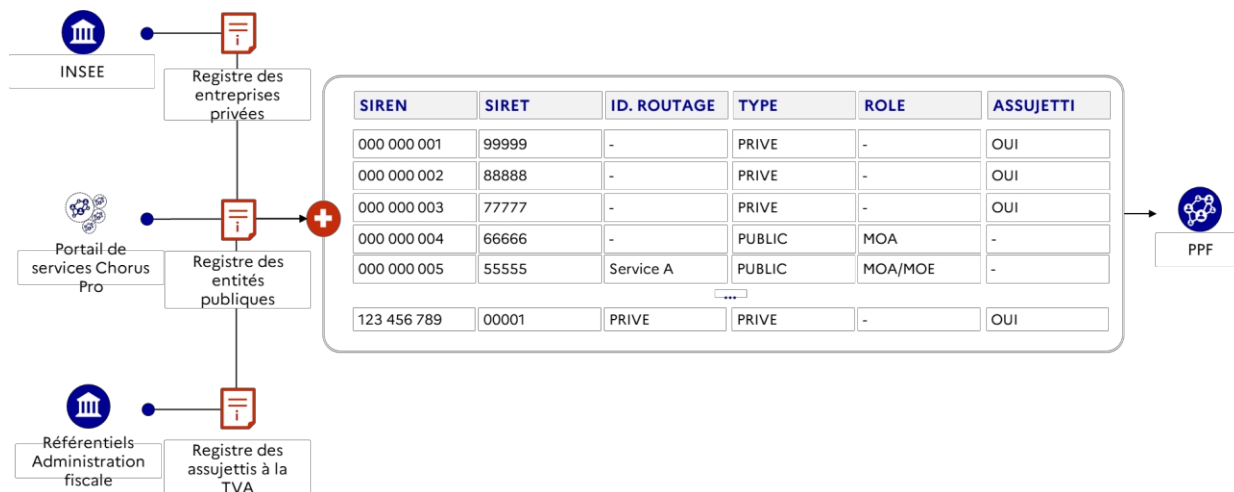 INSEE
Registre des
entreprises
privées
Portail de
services Chorus
Pro
Registre des
entités
publiques
Référentiels
Administration
fiscale
Registre des
assujettis à la
TVA
SIREN SIRET ID. ROUTAGE TYPE ROLE ASSUJETTI
000 000 001 99999 - PRIVE - OUI
000 000 002 88888 - PRIVE - OUI
000 000 003 77777 - PRIVE - OUI
000 000 004 66666 - PUBLIC MOA -
000 000 005 55555 Service A PUBLIC MOA/MOE -
...
123 456 789 00001 PRIVE PRIVE - OUI
PPF